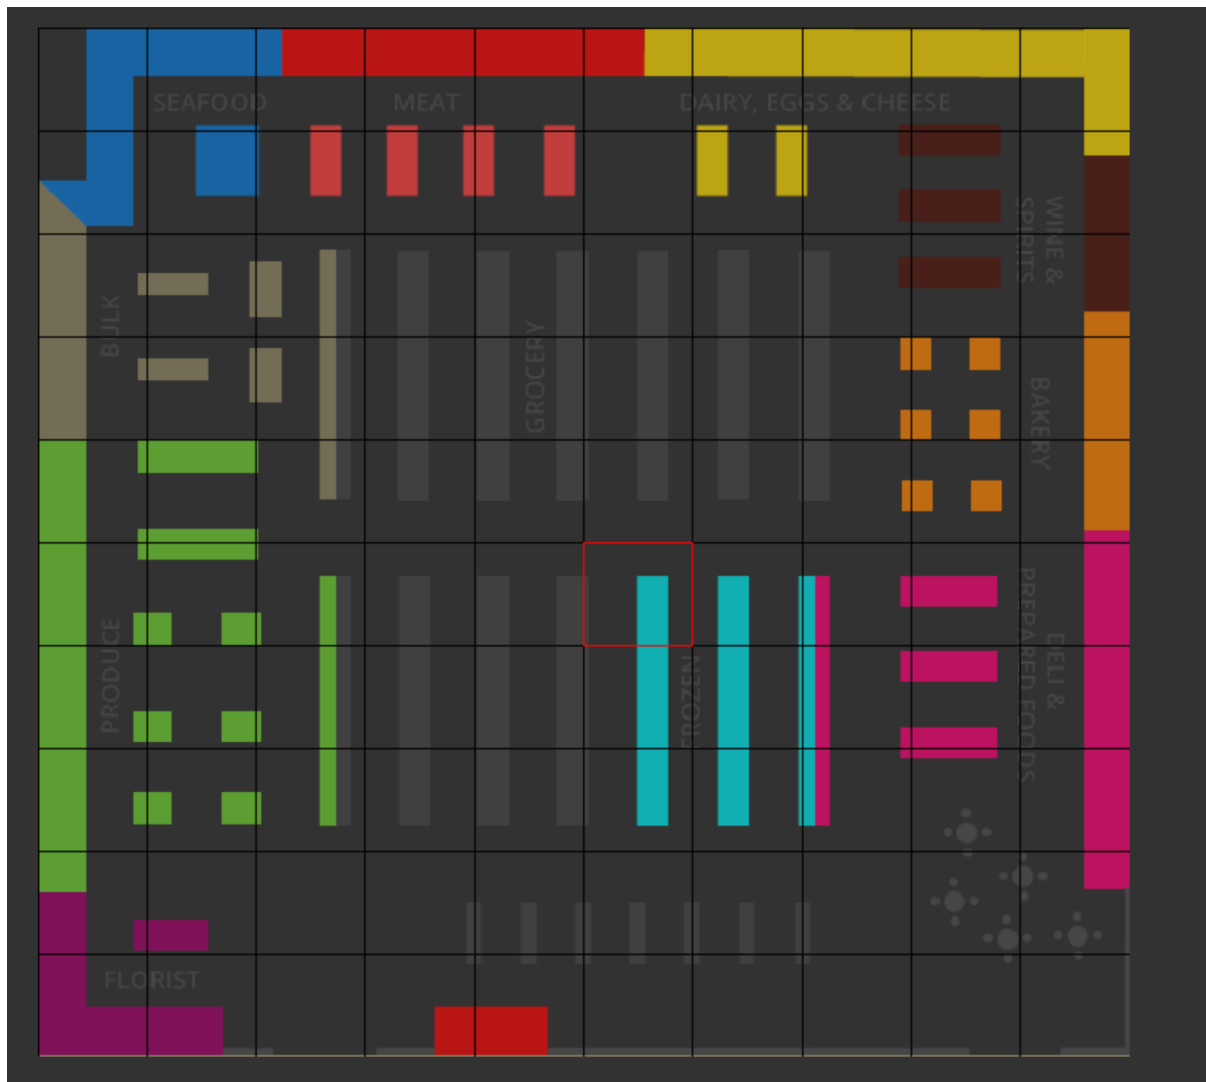 SEAFOOD
MEAT
DAIRY, EGGS & CHEESE
WINE &
SPIRITS
BULK
GROCERY
BAKERY
PRODUCE
FROZEN
DELI &
PREPARED FOODS
FLORIST